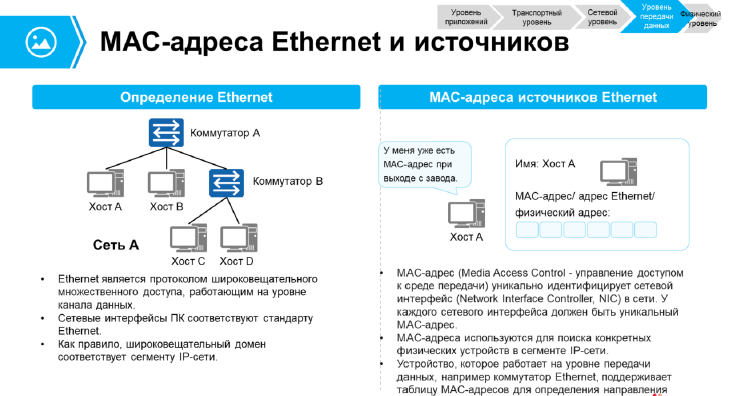 Уровень
приложений
Транспортный
уровень
Сетевой
уровень
Уровень
передачи
данных
Физический
уровень
MAC-адреса Ethernet и источников
Определение Ethernet
Коммутатор А
Хост А
Хост В
Коммутатор В
Сеть А
Хост С
Хост D
• Ethernet является протоколом широковещательного
множественного доступа, работающим на уровне
канала данных.
• Сетевые интерфейсы ПК соответствуют стандарту
Ethernet.
• Как правило, широковещательный домен
соответствует сегменту IP-сети.
MAC-адреса источников Ethernet
У меня уже есть
MAC-адрес при
выходе с завода.
Хост А
Имя: Хост А
MAC-адрес/ адрес Ethernet/
физический адрес:
• MAC-адрес (Media Access Control - управление доступом
к среде передачи) уникально идентифицирует сетевой
интерфейс (Network Interface Controller, NIC) в сети. У
каждого сетевого интерфейса должен быть уникальный
MAC-адрес.
• MAC-адреса используются для поиска конкретных
физических устройств в сегменте IP-сети.
• Устройство, которое работает на уровне передачи
данных, например коммутатор Ethernet, поддерживает
таблицу MAC-адресов для определения направления